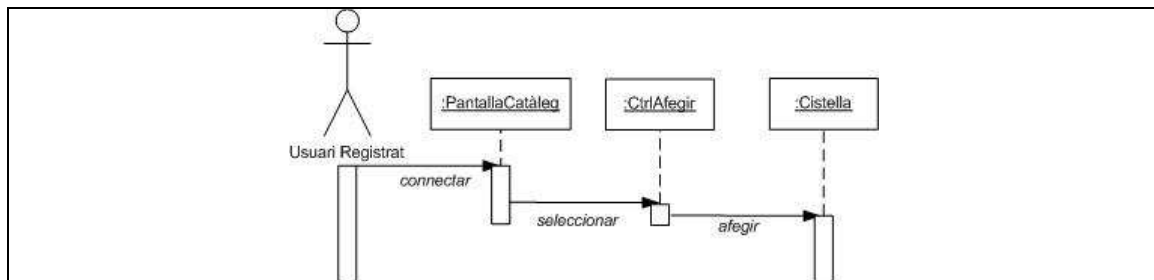 :PantallaCatàleg
:CtrlAfegir
:Cistella
Usuari Registrat
connectar
seleccionar
afegir